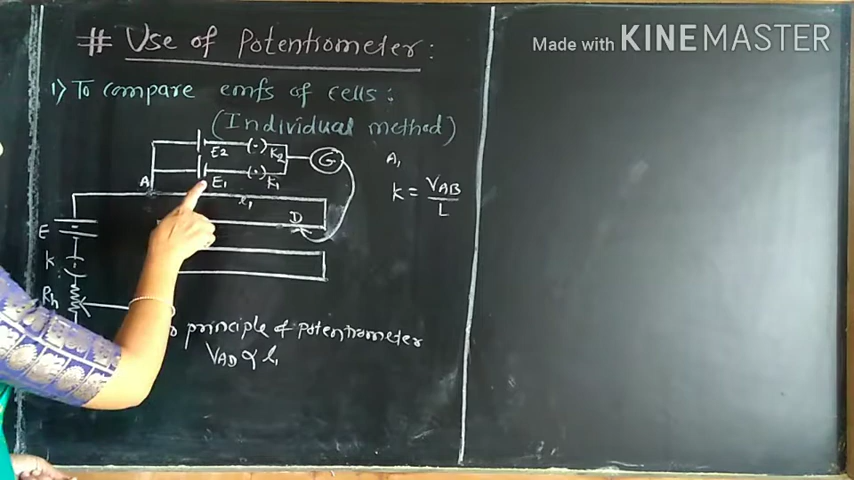 # Use of Potentiometer:
Made with KINEMASTER
1) To compare emfs of cells:
(Individual method)
E2 K2 G
A E1 K1
l1
D
E
K
Rh
A,
K = VAB / L
principle of potentiometer
VAD ∝ l1